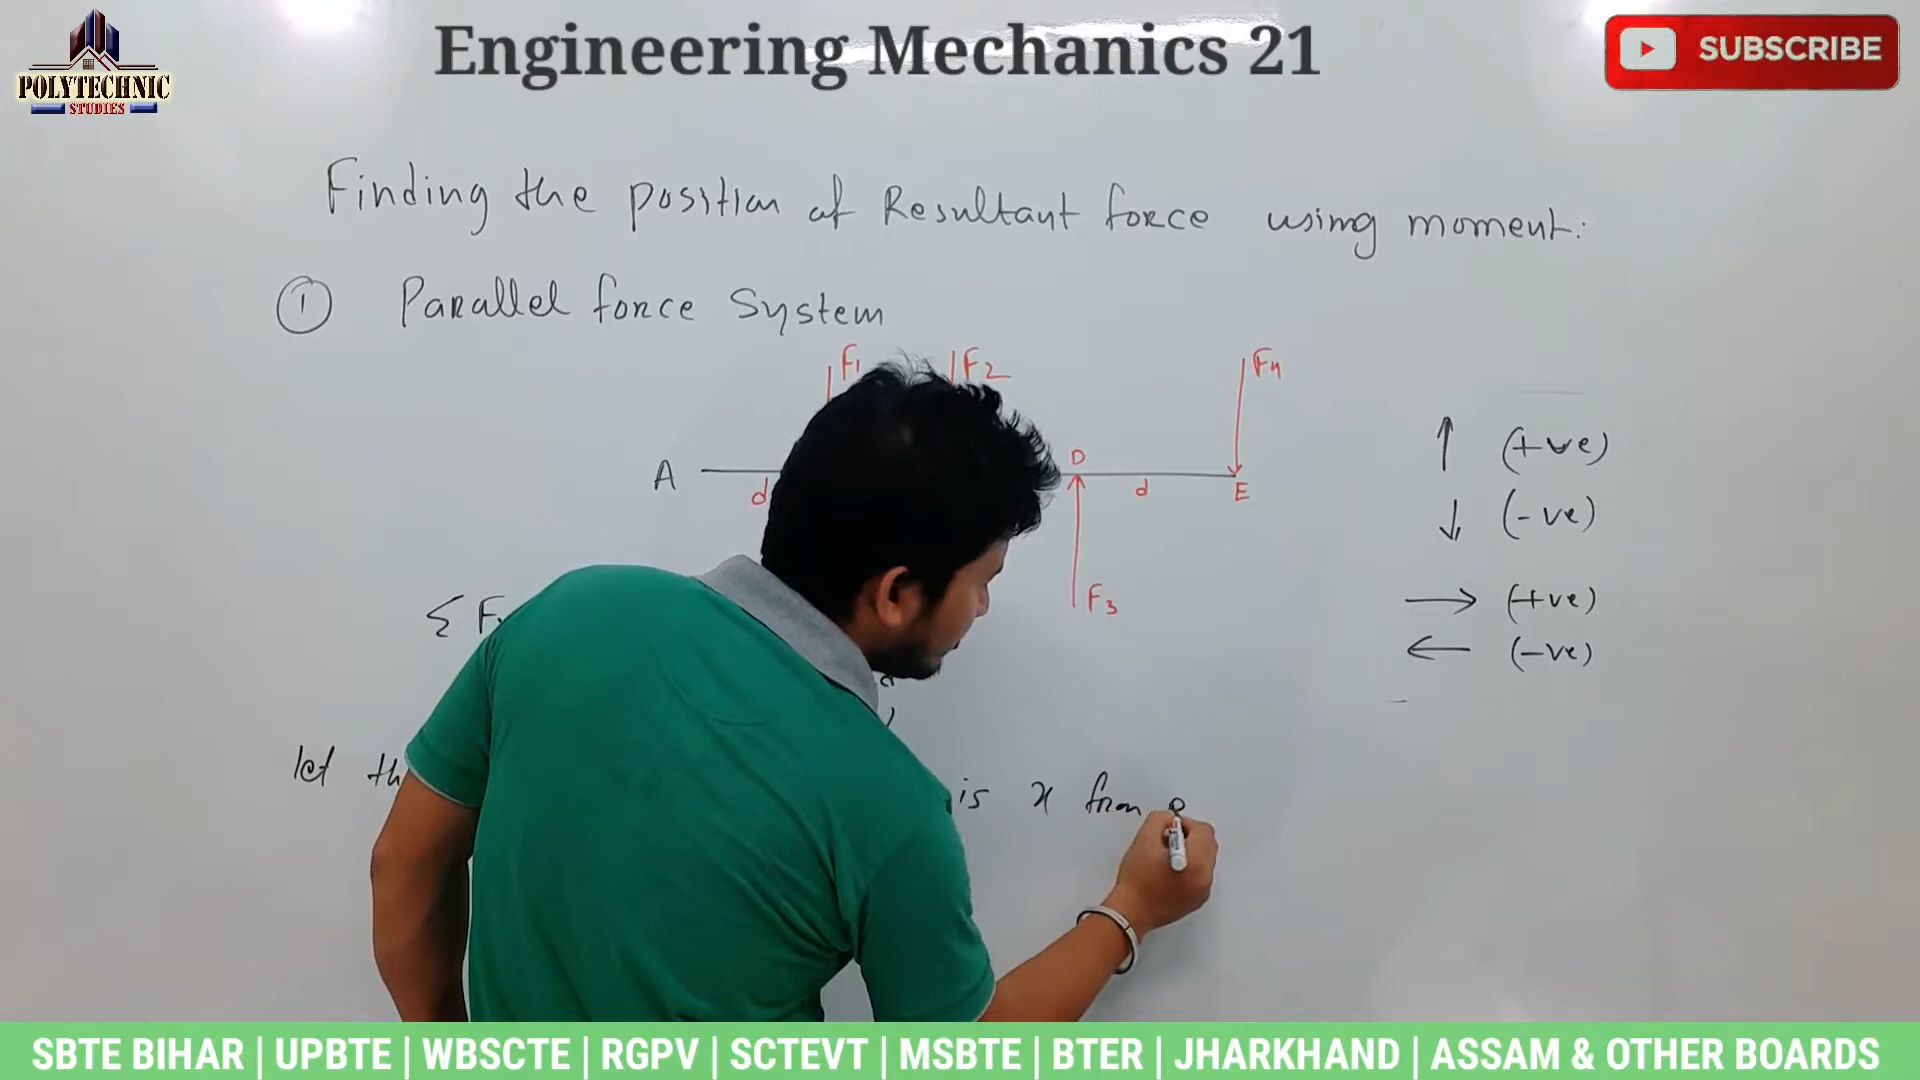 POLYTECHNIC
STUDIES
Engineering Mechanics 21
SUBSCRIBE
Finding the position of Resultant force using moment:
① Parallel force System
F1 F2 F4
↑ (+ve)
A D
d d E
↓ (-ve)
F3
→ (+ve)
Σ F
← (-ve)
let is x from
SBTE BIHAR | UPBTE | WBSCTE | RGPV | SCTEVT | MSBTE | BTER | JHARKHAND | ASSAM & OTHER BOARDS